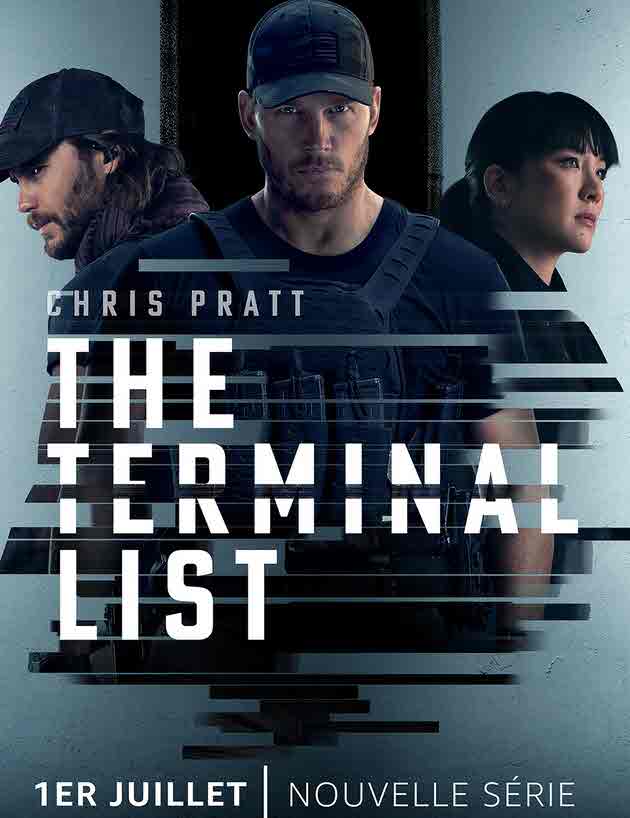 CHRIS PRATT
THE
TERMINAL
LIST
1ER JUILLET | NOUVELLE SÉRIE